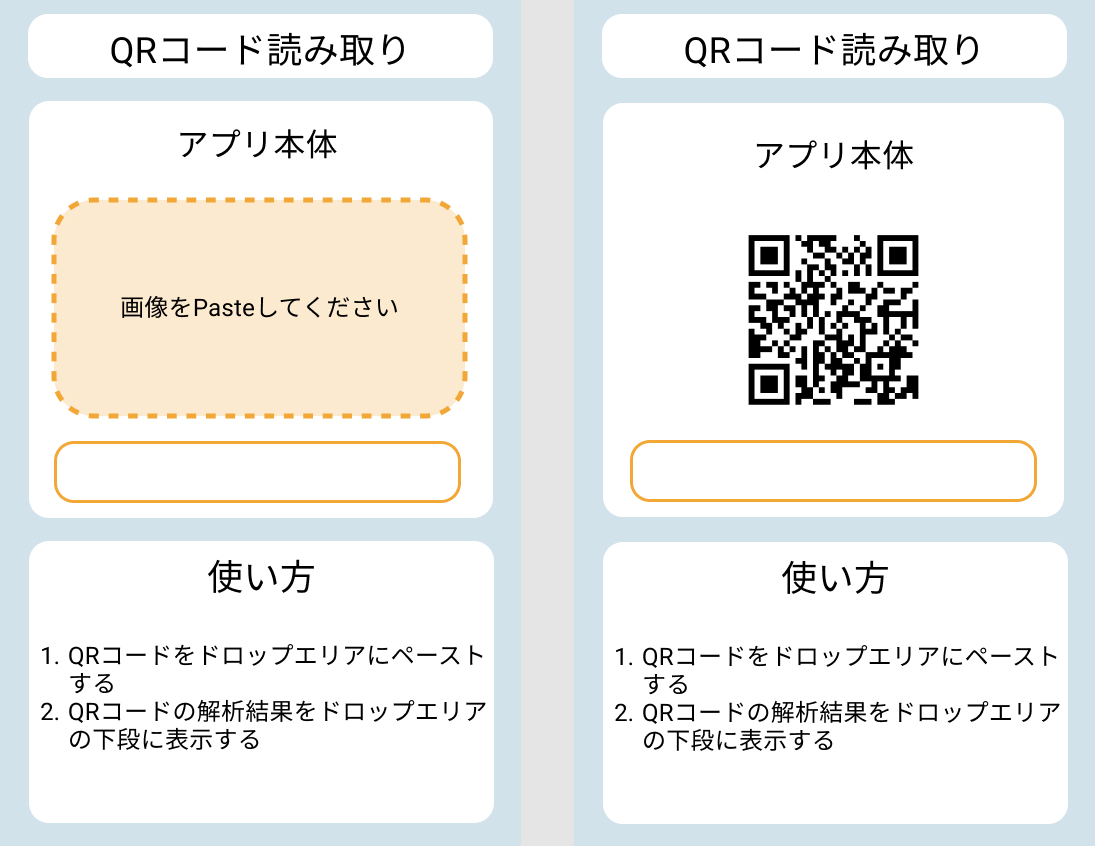 QRコード読み取り
アプリ本体
画像をPasteしてください
使い方
1. QRコードをドロップエリアにペースト
する
2. QRコードの解析結果をドロップエリア
の下段に表示する
QRコード読み取り
アプリ本体
使い方
1. QRコードをドロップエリアにペースト
する
2. QRコードの解析結果をドロップエリア
の下段に表示する